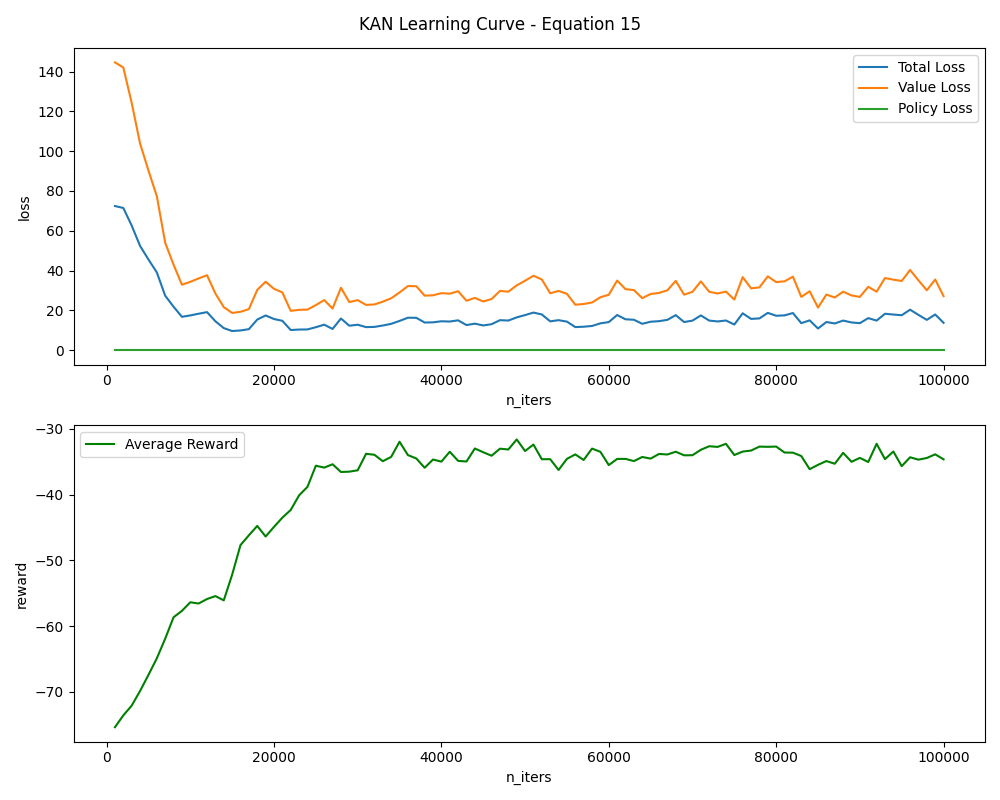 KAN Learning Curve - Equation 15
Total Loss
Value Loss
Policy Loss
140
120
100
80
60
40
20
0
loss
0 20000 40000 60000 80000 100000
n_iters
Average Reward
−30
−40
−50
−60
−70
reward
0 20000 40000 60000 80000 100000
n_iters